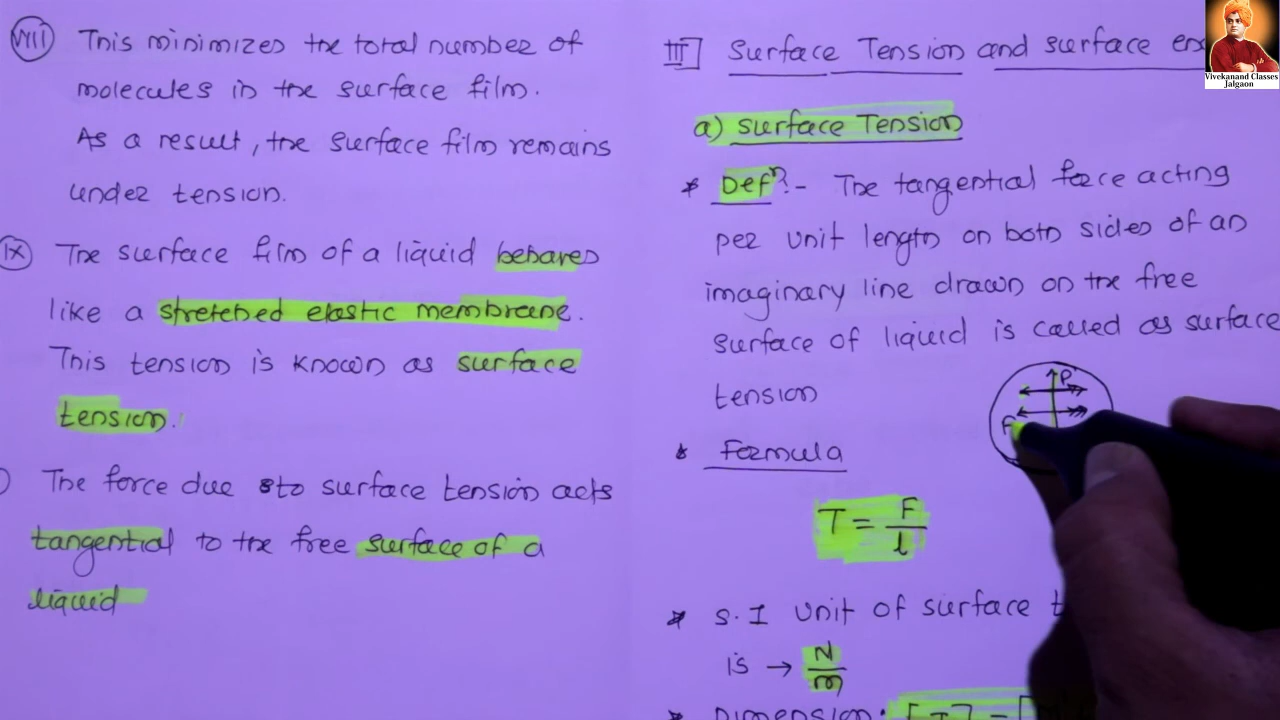 viii) This minimizes the total number of
molecules in the surface film.
As a result, the surface film remains
under tension.
ix) The surface film of a liquid behaves
like a stretched elastic membrane.
This tension is known as surface
tension.
The force due to surface tension acts
tangential to the free surface of a
liquid
III] Surface Tension and surface
a) Surface Tension
* Defn :- The tangential force acting
per unit length on both sides of an
imaginary line drawn on the free
surface of liquid is called as surface
tension
P
F
* Formula
T = F/l
* S.I unit of surface
is → N/m
* Dimension: [T] =
Vivekanand Classes
Jalgaon